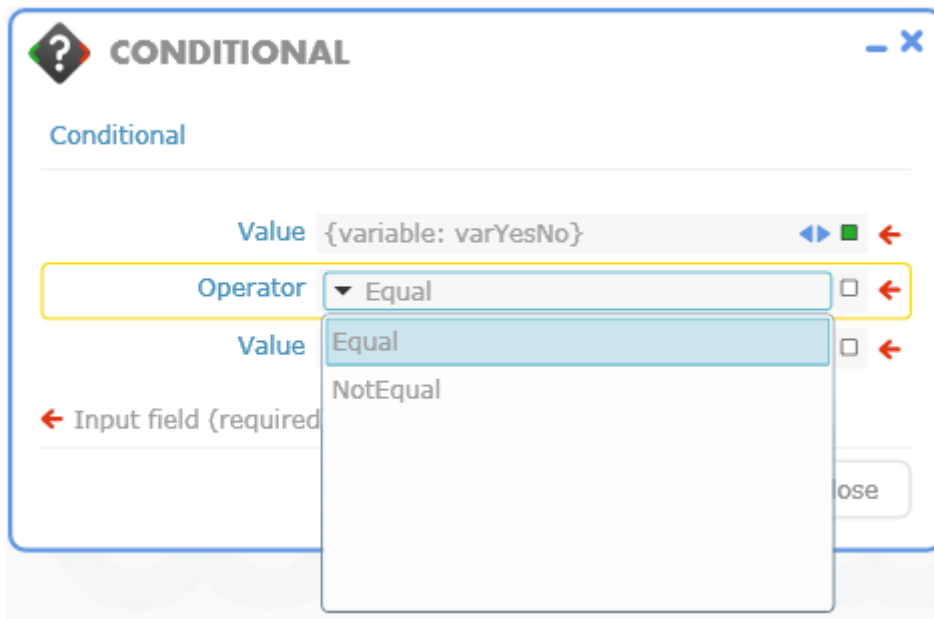 CONDITIONAL
Conditional
Value {variable: varYesNo}
Operator Equal
Value Equal
NotEqual
Input field (required
lose